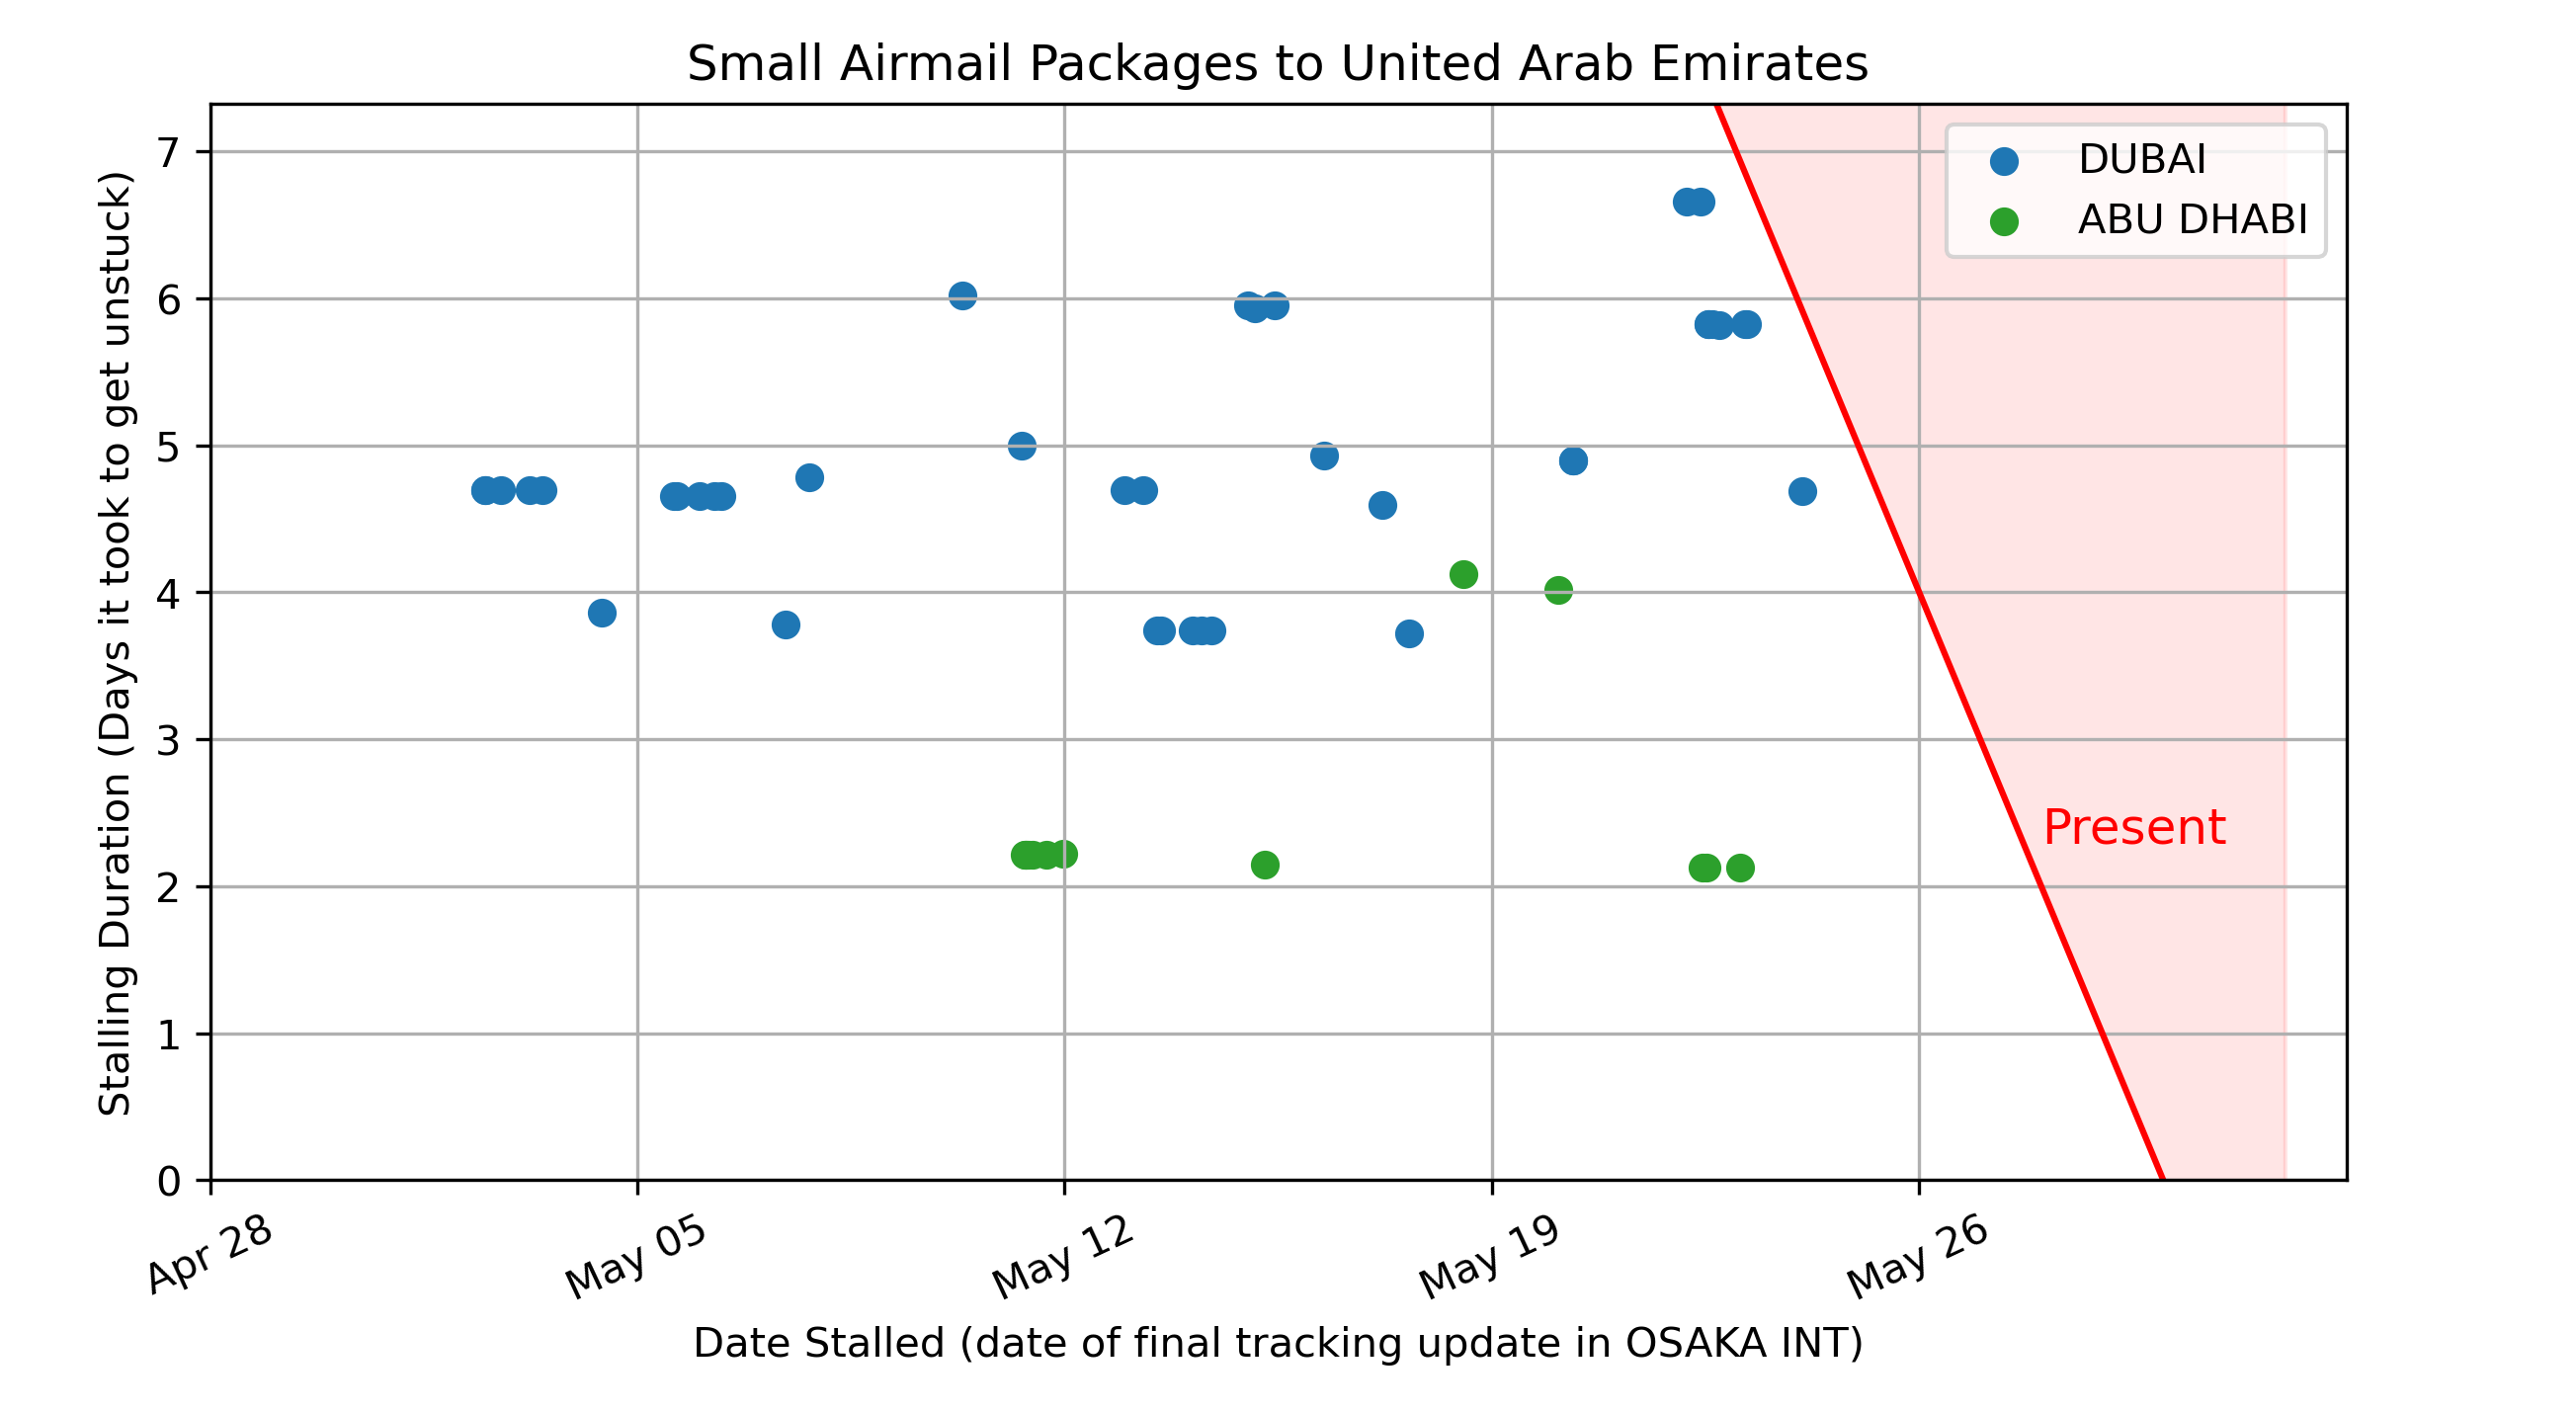 Small Airmail Packages to United Arab Emirates
Stalling Duration (Days it took to get unstuck)
7
6
5
4
3
2
1
0
DUBAI
ABU DHABI
Present
Apr 28
May 05
May 12
May 19
May 26
Date Stalled (date of final tracking update in OSAKA INT)